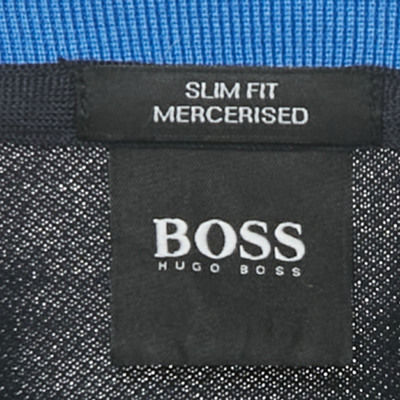 SLIM FIT
MERCERISED
BOSS
HUGO BOSS